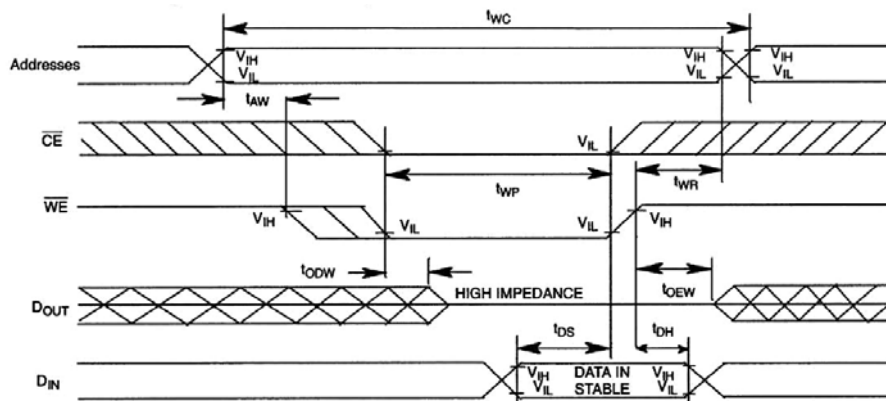 tWC
Addresses
VIH
VIL
VIH
VIL
VIH
VIL
tAW
CE
VIL
tWP
tWR
WE
VIH
VIL
VIL
VIH
tODW
tOEW
DOUT
HIGH IMPEDANCE
tDS
tDH
DIN
VIH
VIL
DATA IN
STABLE
VIH
VIL